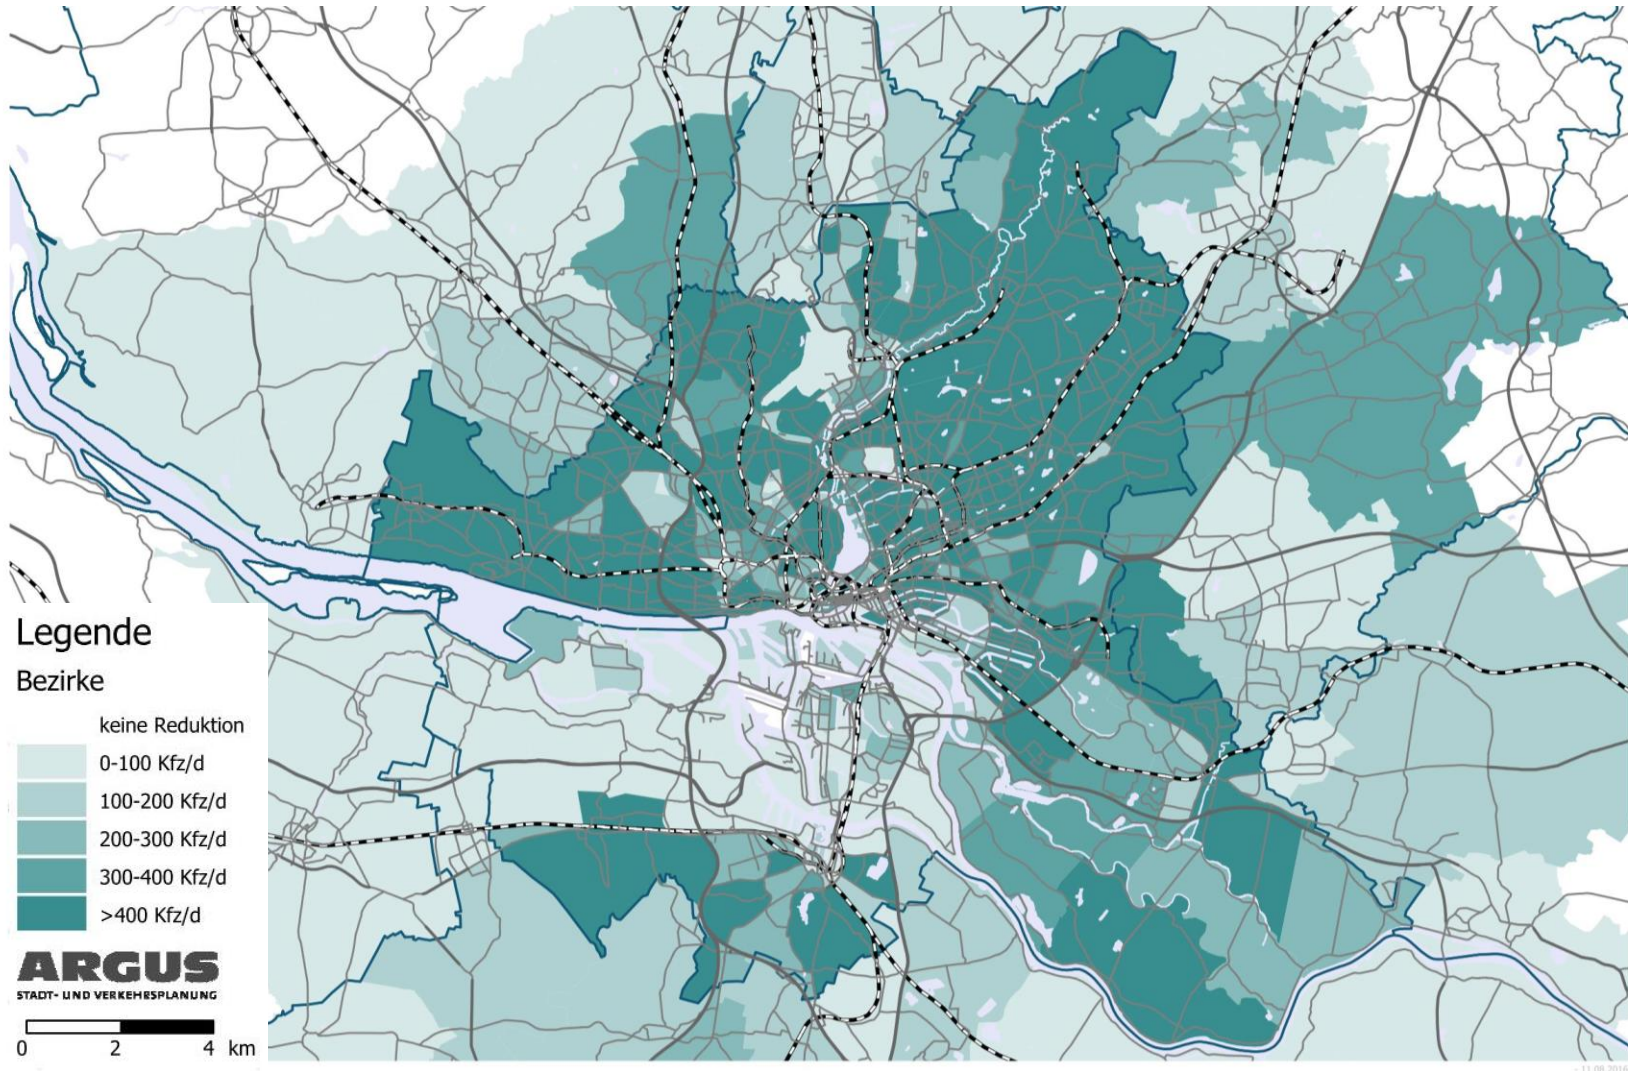 Legende
Bezirke
keine Reduktion
0-100 Kfz/d
100-200 Kfz/d
200-300 Kfz/d
300-400 Kfz/d
>400 Kfz/d
ARGUS
STADT- UND VERKEHRSPLANUNG
0 2 4 km